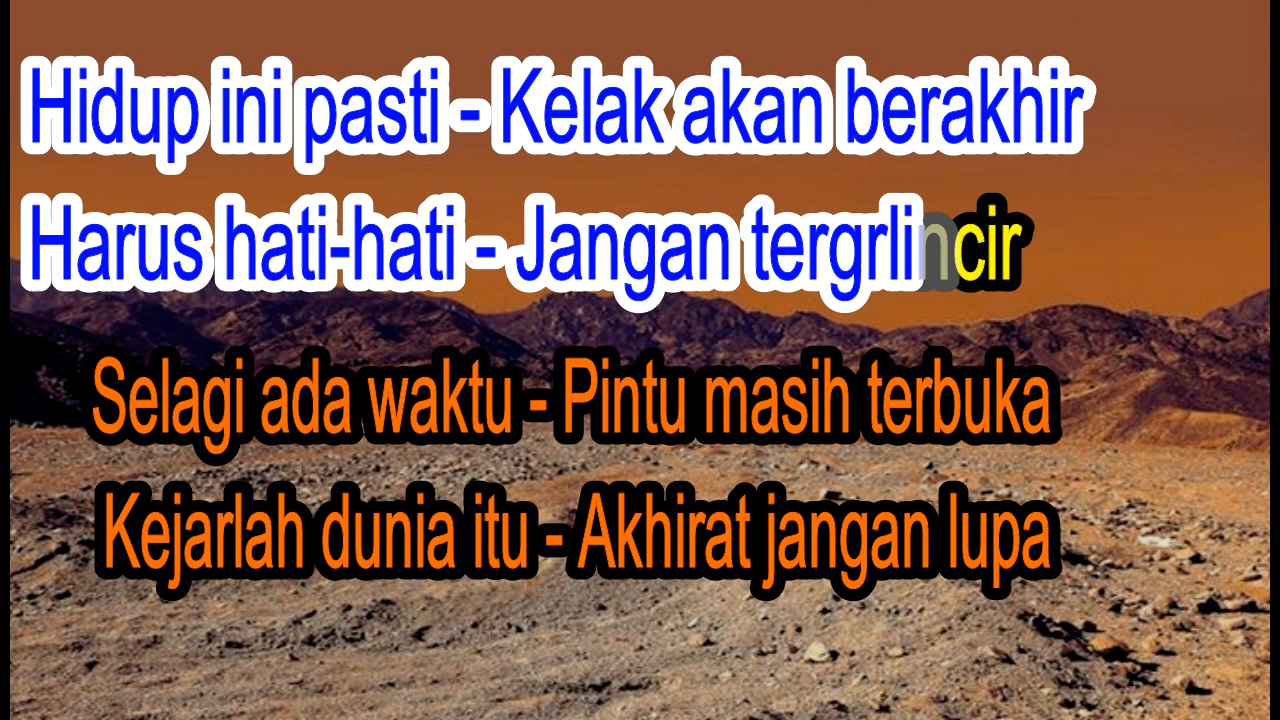 Hidup ini pasti - Kelak akan berakhir
Harus hati-hati - Jangan tergrlincir
Selagi ada waktu - Pintu masih terbuka
Kejarlah dunia itu - Akhirat jangan lupa